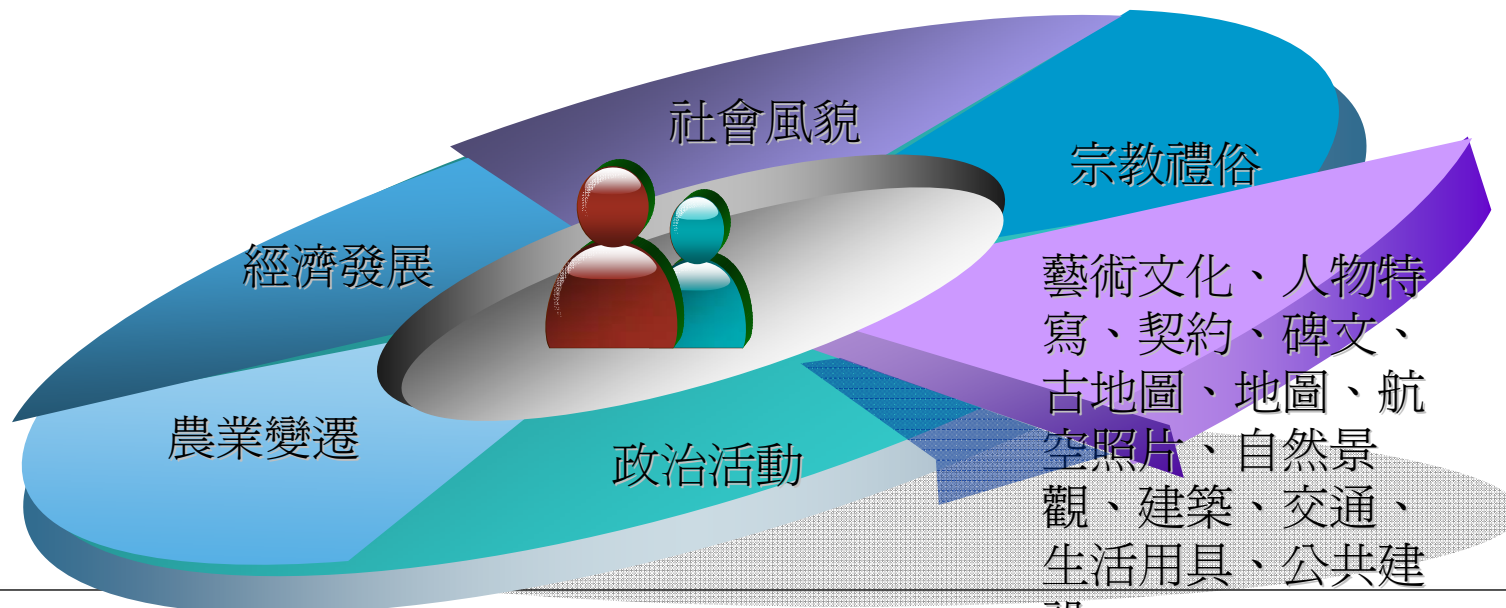 社會風貌
宗教禮俗
經濟發展
農業變遷
政治活動
藝術文化、人物特
寫、契約、碑文、
古地圖、地圖、航
空照片、自然景
觀、建築、交通、
生活用具、公共建